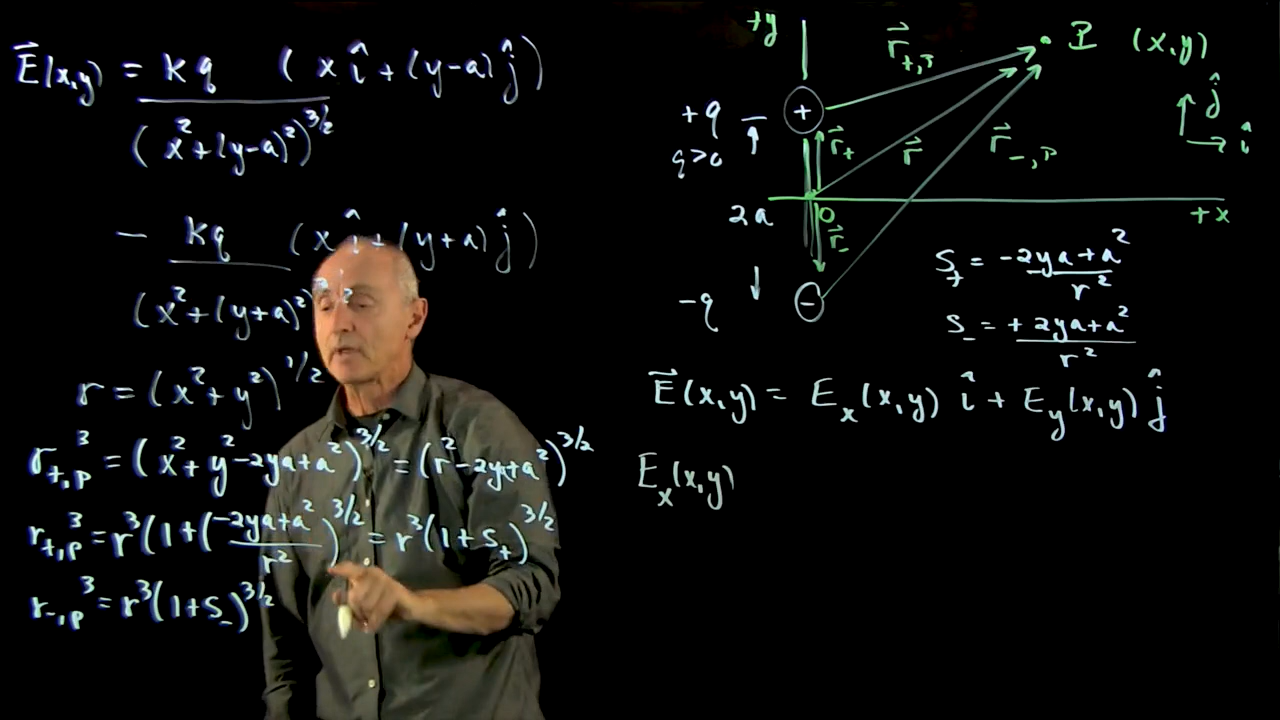 E⃗(x,y) = kq (x î + (y-a) ĵ)
(x² + (y-a)²)^3/2
- kq (x î + (y+a) ĵ)
(x² + (y+a)²)
r = (x² + y²)^1/2
r₊,P³ = (x² + y² - 2ya + a²)^3/2 = (r² - 2ya + a²)^3/2
r₊,P³ = r³(1 + (-2ya + a² / r²)^3/2 = r³(1 + S₊)^3/2
r₋,P³ = r³(1 + S₋)^3/2
+y
r⃗₊,P
P (x,y)
ĵ
î
+q
q>0
+
r⃗₊
r⃗
r⃗₋,P
2a
0
+x
r⃗₋
-q
-
S₊ = -2ya + a² / r²
S₋ = +2ya + a² / r²
E⃗(x,y) = Eₓ(x,y) î + E_y(x,y) ĵ
Eₓ(x,y)